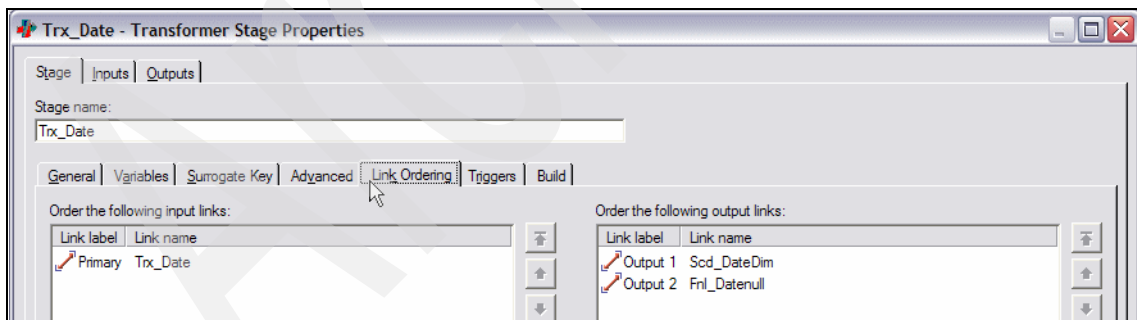 Trx_Date - Transformer Stage Properties
Stage Inputs Outputs
Stage name:
Trx_Date
General Variables Surrogate Key Advanced Link Ordering Triggers Build
Order the following input links:
Link label Link name
Primary Trx_Date
Order the following output links:
Link label Link name
Output 1 Scd_DateDim
Output 2 Fnl_Datenull